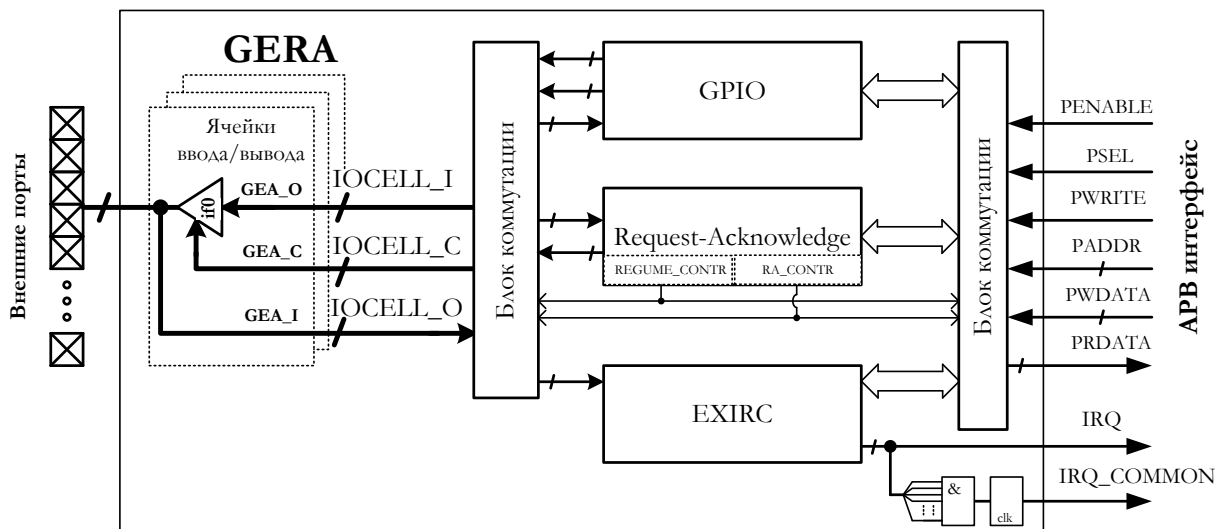 GERA
Внешние порты
Ячейки
ввода/вывода
if0
GEA_O
GEA_C
GEA_I
IOCELL_I
IOCELL_C
IOCELL_O
Блок коммутации
GPIO
Request-Acknowledge
REGUME_CONTR
RA_CONTR
EXIRC
Блок коммутации
PENABLE
PSEL
PWRITE
PADDR
PWDATA
PRDATA
APB интерфейс
IRQ
IRQ_COMMON
&
clk